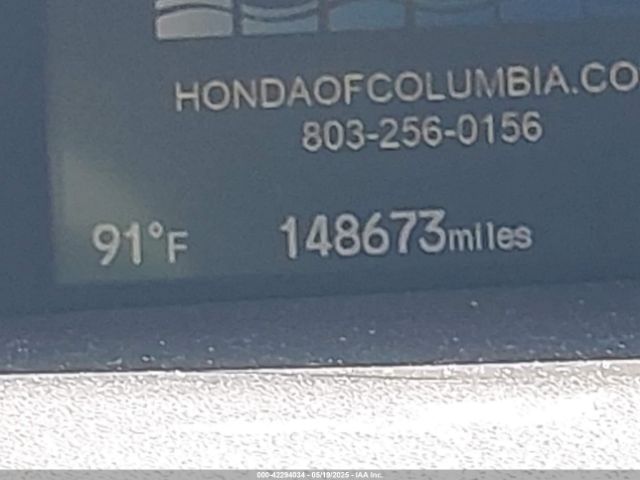 HONDAOFCOLUMBIA.CO
803-256-0156
91°F 148673miles
000-42294034 - 05/19/2025 - IAA Inc.